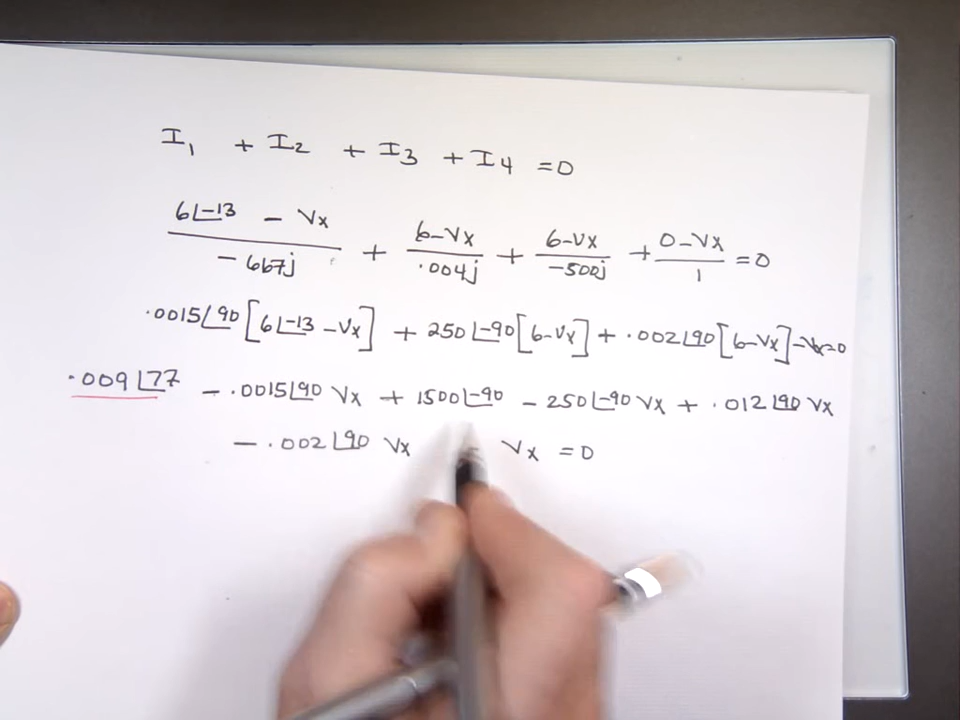 I₁ + I₂ + I₃ + I₄ = 0
6∠-13 - Vx / -667j + 6-Vx / .004j + 6-Vx / -500j + 0-Vx / 1 = 0
.0015∠90 [6∠-13 -Vx] + 250∠-90 [6-Vx] + .002∠90 [6-Vx] -Vx=0
.009∠77 - .0015∠90 Vx + 1500∠-90 - 250∠-90 Vx + .012∠90 Vx
- .002∠90 Vx Vx = 0